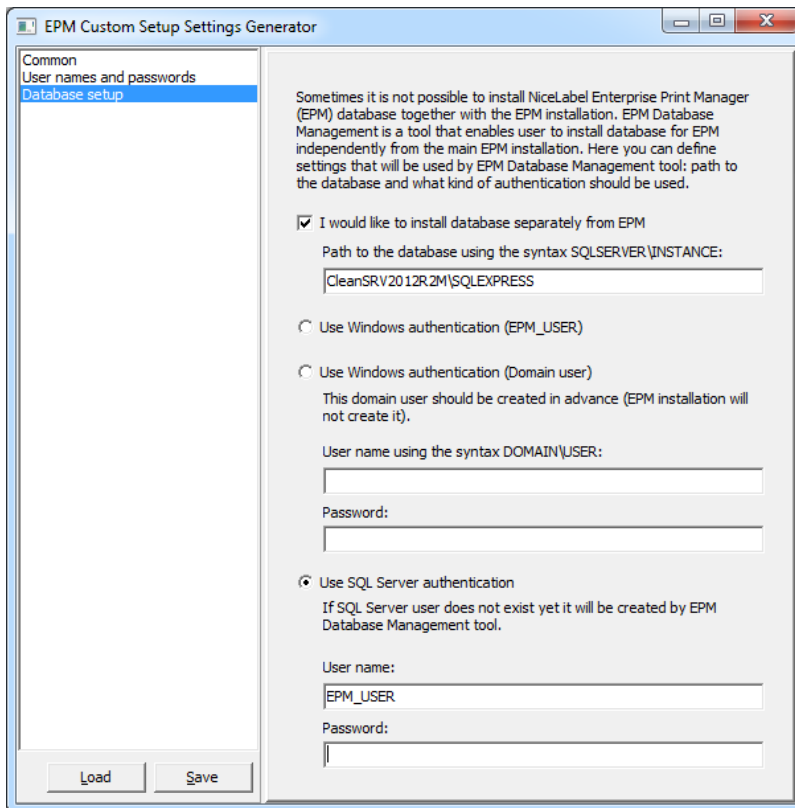 EPM Custom Setup Settings Generator
Common
User names and passwords
Database setup
Sometimes it is not possible to install NiceLabel Enterprise Print Manager
(EPM) database together with the EPM installation. EPM Database
Management is a tool that enables user to install database for EPM
independently from the main EPM installation. Here you can define
settings that will be used by EPM Database Management tool: path to
the database and what kind of authentication should be used.
I would like to install database separately from EPM
Path to the database using the syntax SQLSERVER\INSTANCE:
CleanSRV2012R2M\SQLEXPRESS
Use Windows authentication (EPM_USER)
Use Windows authentication (Domain user)
This domain user should be created in advance (EPM installation will
not create it).
User name using the syntax DOMAIN\USER:
Password:
Use SQL Server authentication
If SQL Server user does not exist yet it will be created by EPM
Database Management tool.
User name:
EPM_USER
Password:
Load
Save